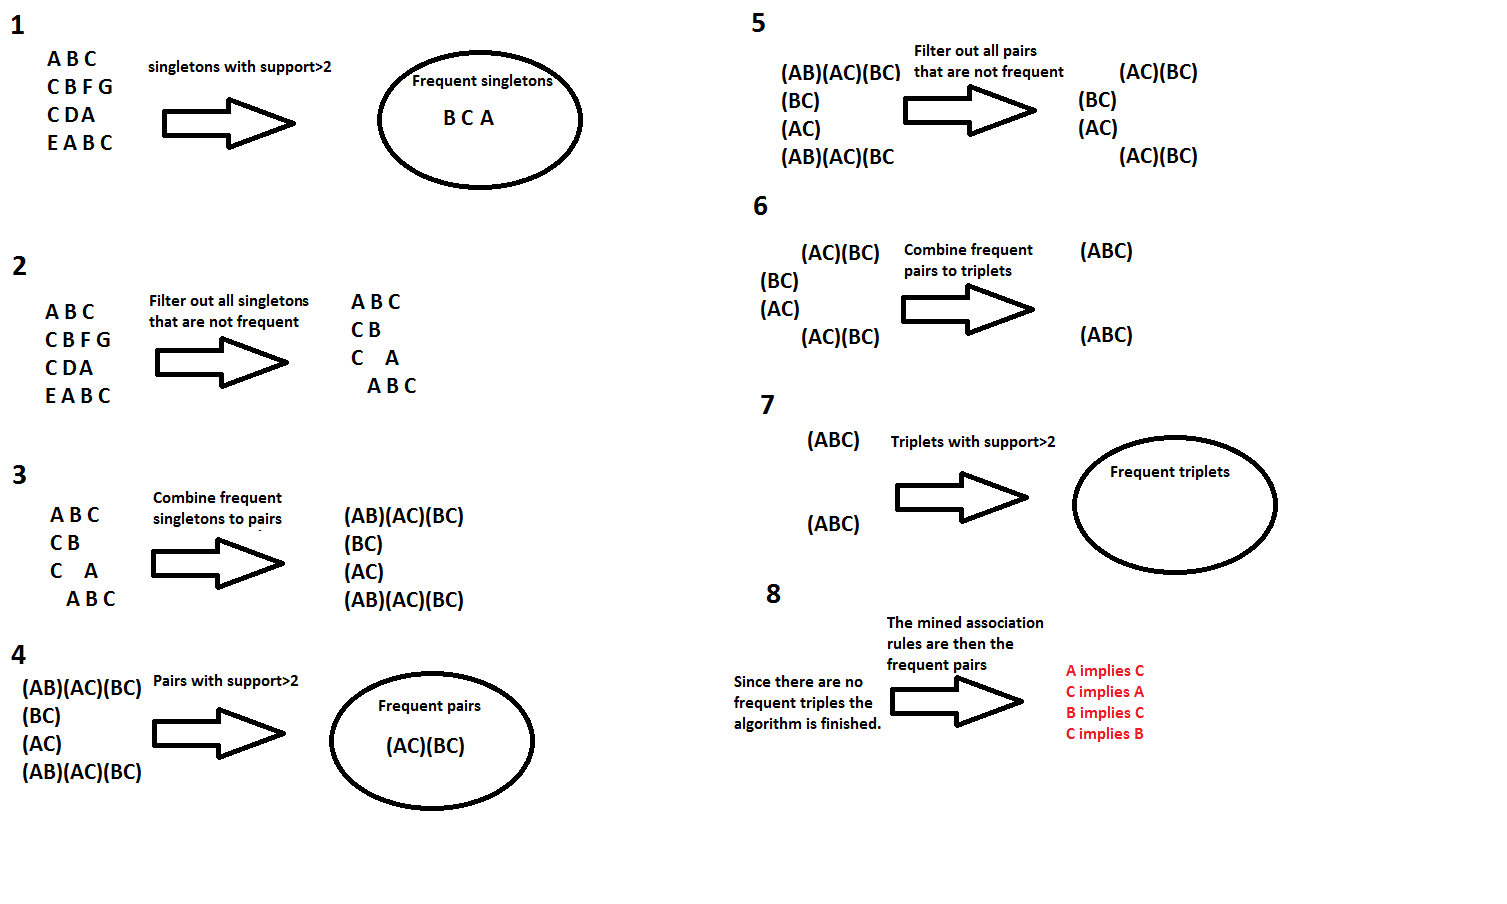 1
A B C
C B F G
C D A
E A B C
singletons with support>2
Frequent singletons
B C A
2
A B C
C B F G
C D A
E A B C
Filter out all singletons
that are not frequent
A B C
C B
C A
A B C
3
A B C
C B
C A
A B C
Combine frequent
singletons to pairs
(AB)(AC)(BC)
(BC)
(AC)
(AB)(AC)(BC)
4
(AB)(AC)(BC)
(BC)
(AC)
(AB)(AC)(BC)
Pairs with support>2
Frequent pairs
(AC)(BC)
5
(AB)(AC)(BC)
(BC)
(AC)
(AB)(AC)(BC
Filter out all pairs
that are not frequent
(AC)(BC)
(BC)
(AC)
(AC)(BC)
6
(AC)(BC)
(BC)
(AC)
(AC)(BC)
Combine frequent
pairs to triplets
(ABC)
(ABC)
7
(ABC)
(ABC)
Triplets with support>2
Frequent triplets
8
Since there are no
frequent triples the
algorithm is finished.
The mined association
rules are then the
frequent pairs
A implies C
C implies A
B implies C
C implies B